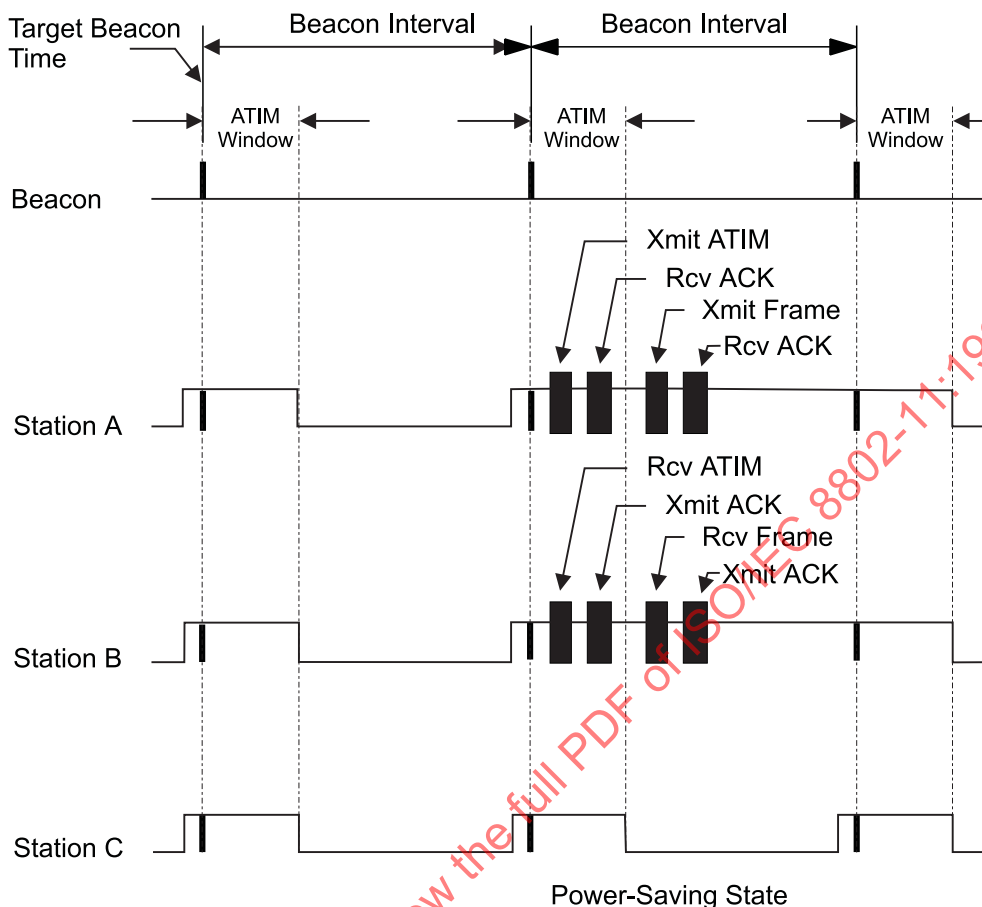 Target Beacon
Time
Beacon Interval
Beacon Interval
ATIM
Window
ATIM
Window
ATIM
Window
Beacon
Xmit ATIM
Rcv ACK
Xmit Frame
Rcv ACK
Station A
Rcv ATIM
Xmit ACK
Rcv Frame
Xmit ACK
Station B
Station C
Power-Saving State
the full PDF of ISO/IEC 8802-11:19